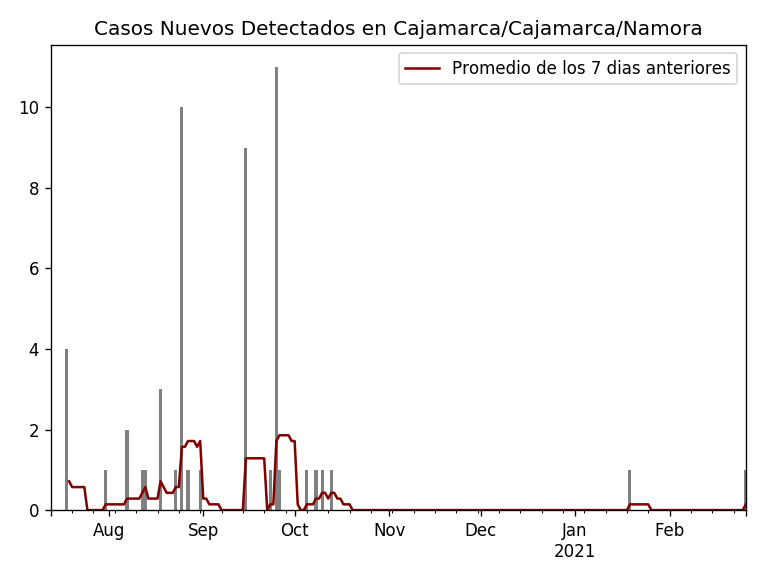 Casos Nuevos Detectados en Cajamarca/Cajamarca/Namora
Promedio de los 7 dias anteriores
10
8
6
4
2
0
Aug Sep Oct Nov Dec Jan Feb
2021